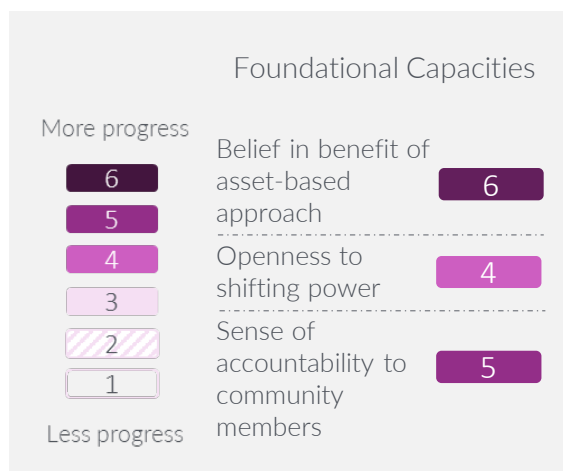 Foundational Capacities
More progress
6
5
4
3
2
1
Less progress
Belief in benefit of
asset-based
approach
6
Openness to
shifting power
4
Sense of
accountability to
community
members
5